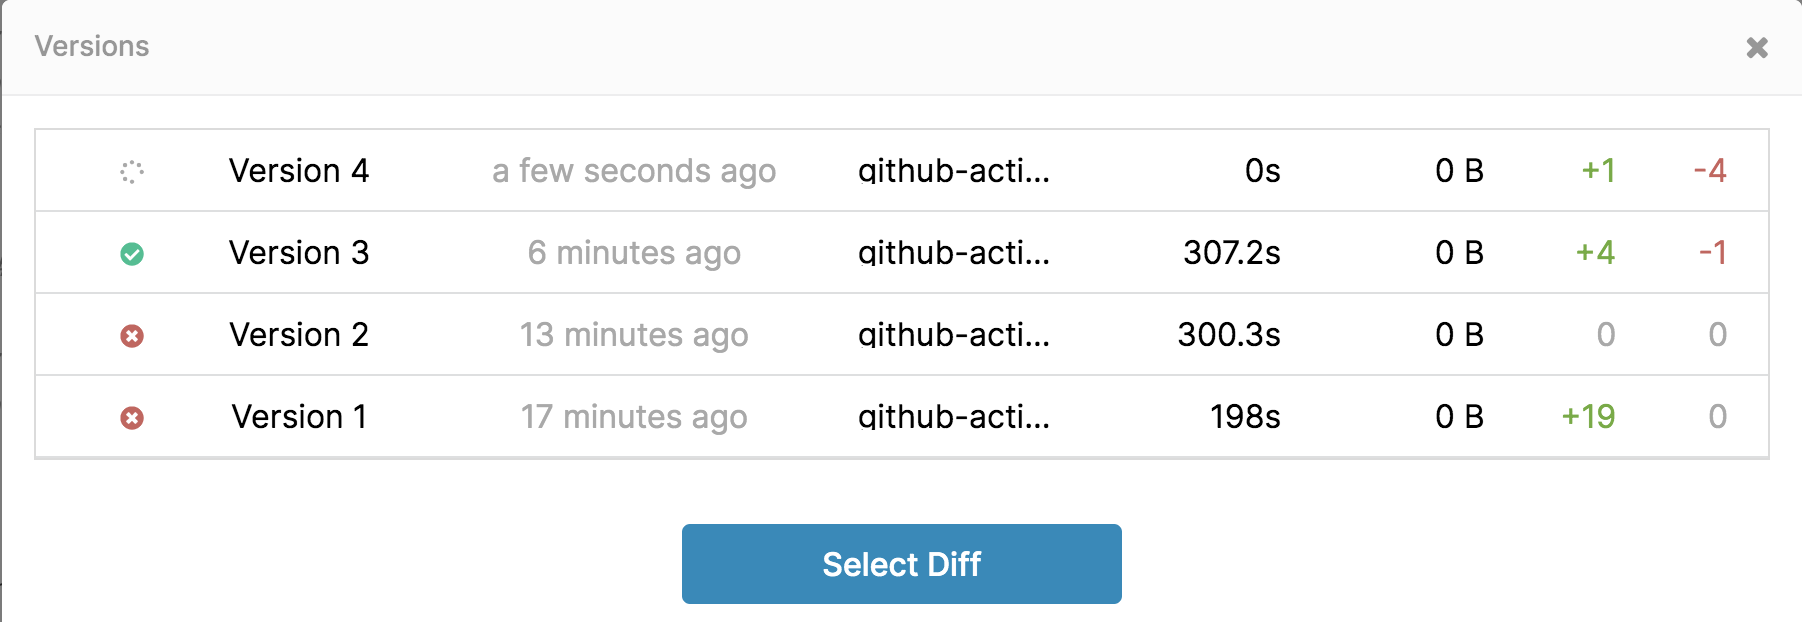 Versions
Version 4 a few seconds ago github-acti... 0s 0 B +1 -4
Version 3 6 minutes ago github-acti... 307.2s 0 B +4 -1
Version 2 13 minutes ago github-acti... 300.3s 0 B 0 0
Version 1 17 minutes ago github-acti... 198s 0 B +19 0
Select Diff